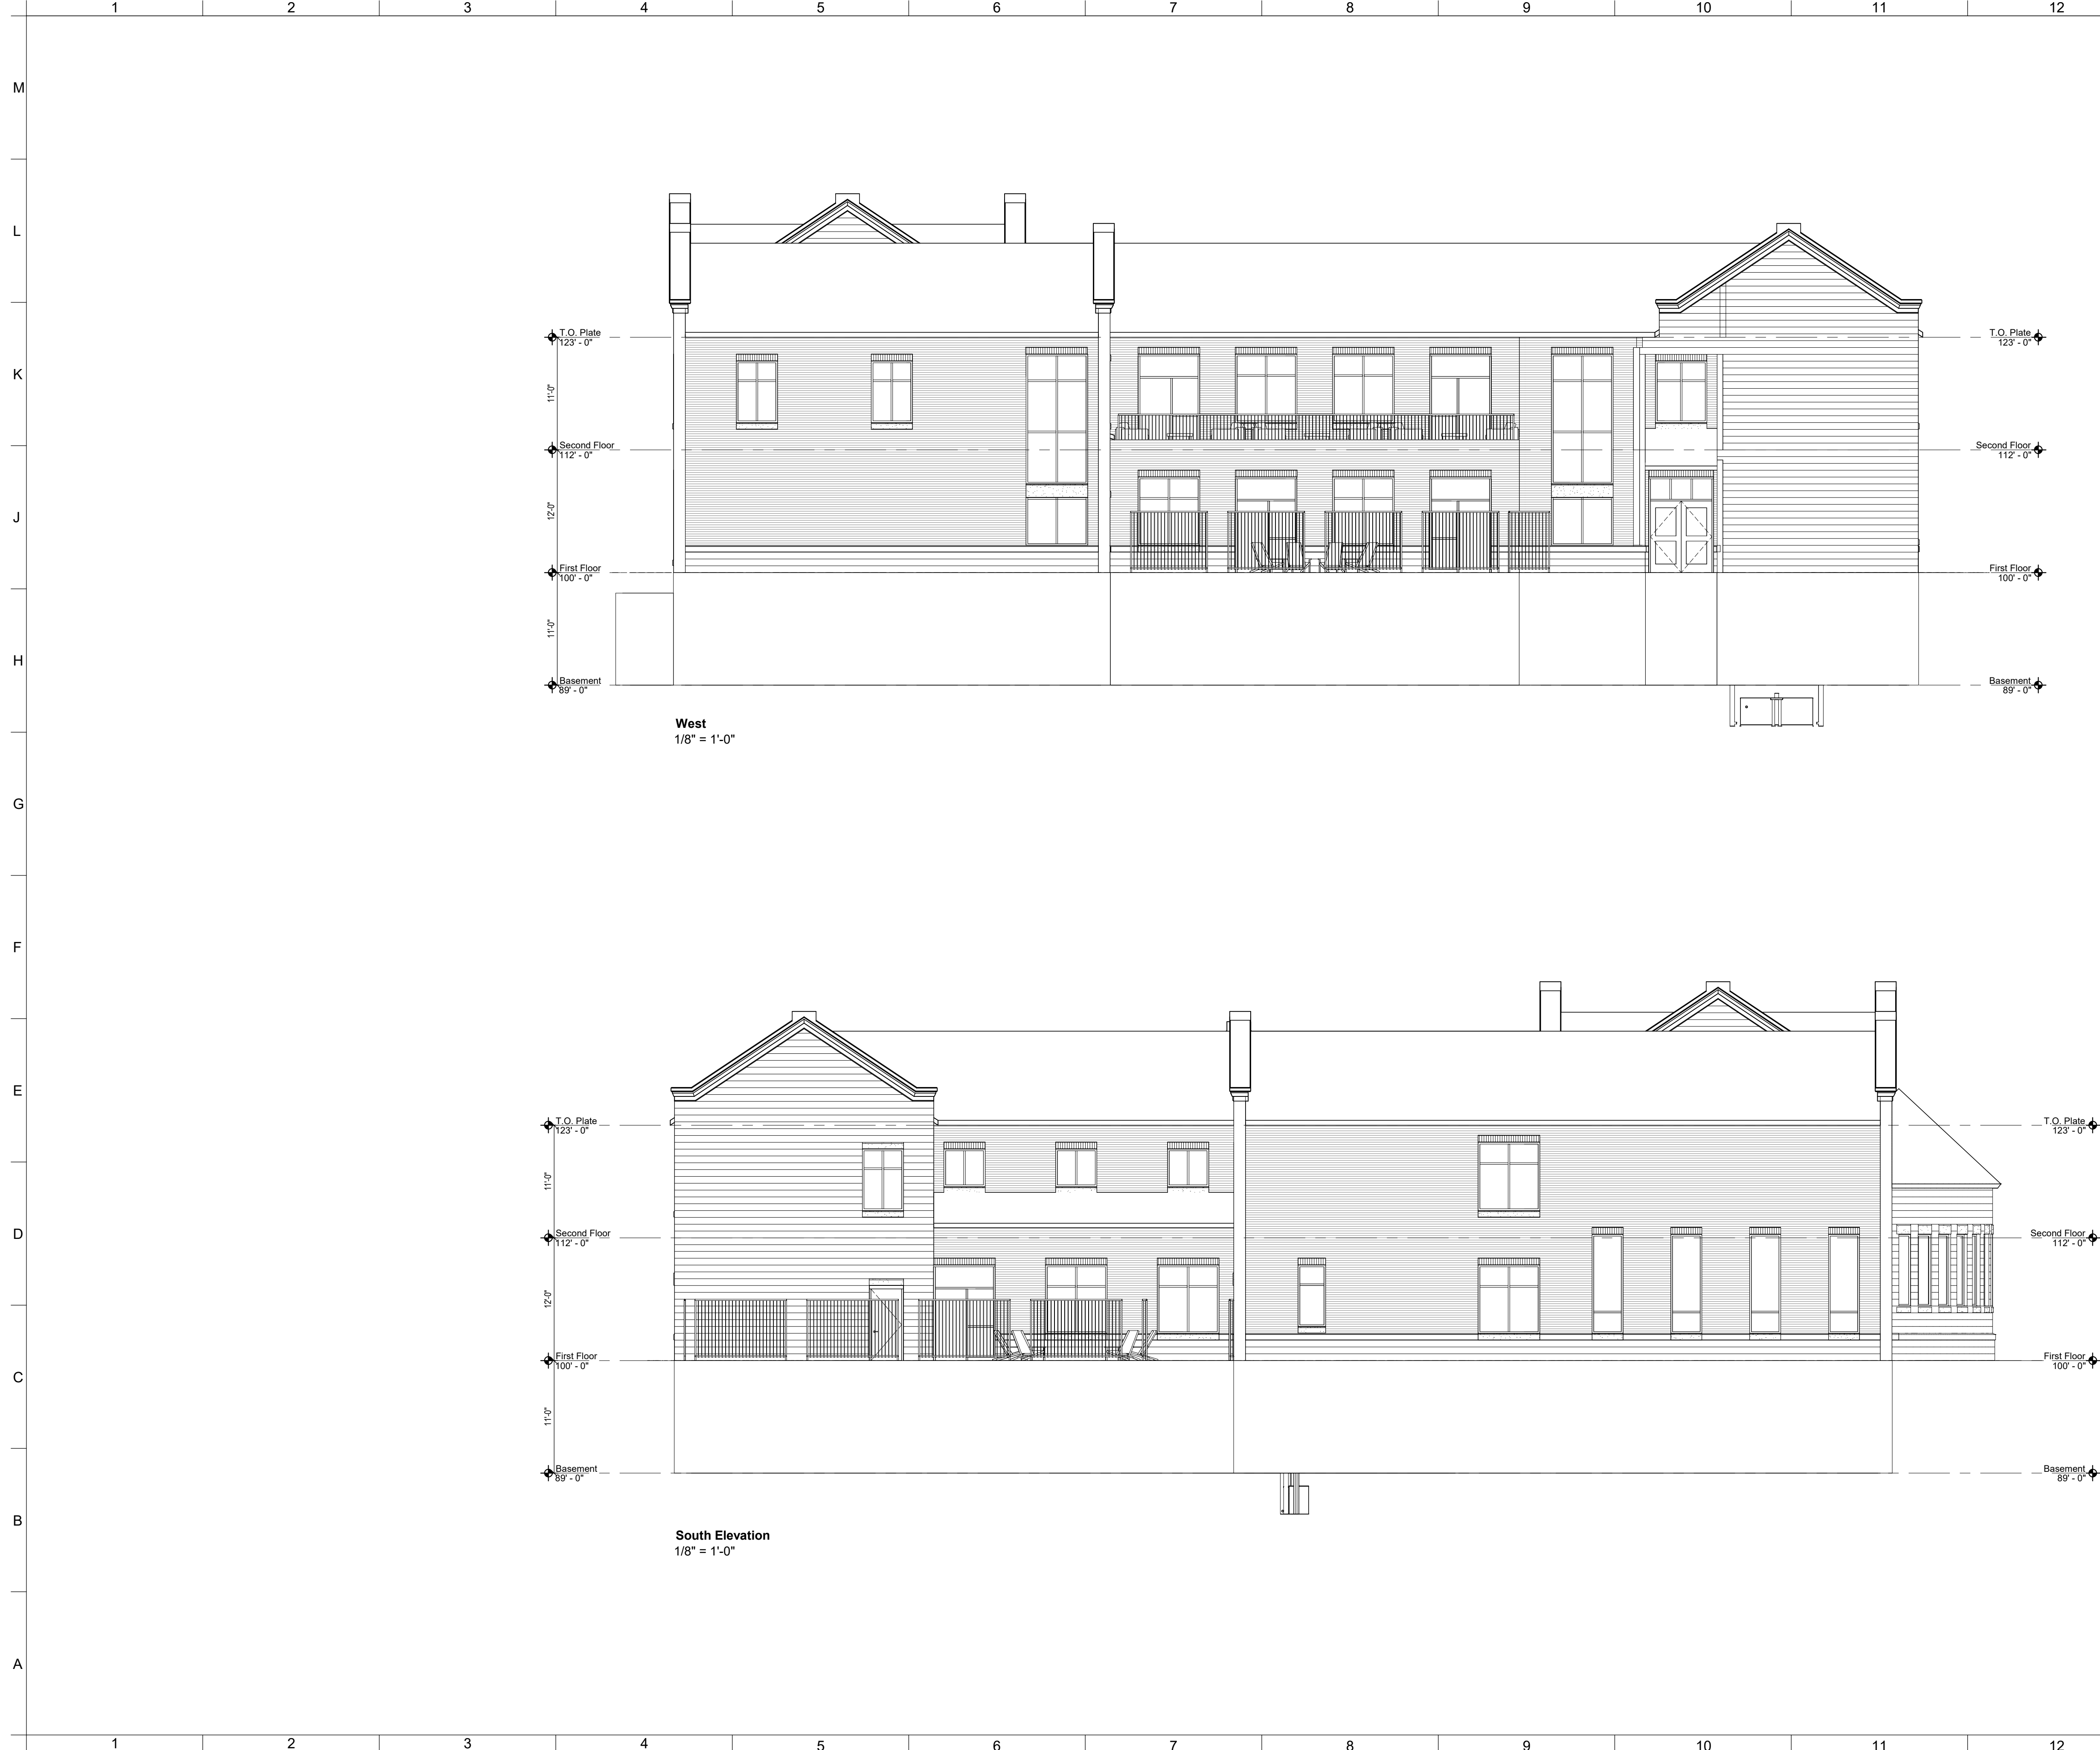 1 2 3 4 5 6 7 8 9 10 11 12
M
L
K
J
H
G
F
E
D
C
B
A
T.O. Plate
123' - 0"
11'-0"
Second Floor
112' - 0"
12'-0"
First Floor
100' - 0"
11'-0"
Basement
89' - 0"
T.O. Plate
123' - 0"
Second Floor
112' - 0"
First Floor
100' - 0"
Basement
89' - 0"
West
1/8" = 1'-0"
T.O. Plate
123' - 0"
11'-0"
Second Floor
112' - 0"
12'-0"
First Floor
100' - 0"
11'-0"
Basement
89' - 0"
T.O. Plate
123' - 0"
Second Floor
112' - 0"
First Floor
100' - 0"
Basement
89' - 0"
South Elevation
1/8" = 1'-0"
1 2 3 4 5 6 7 8 9 10 11 12